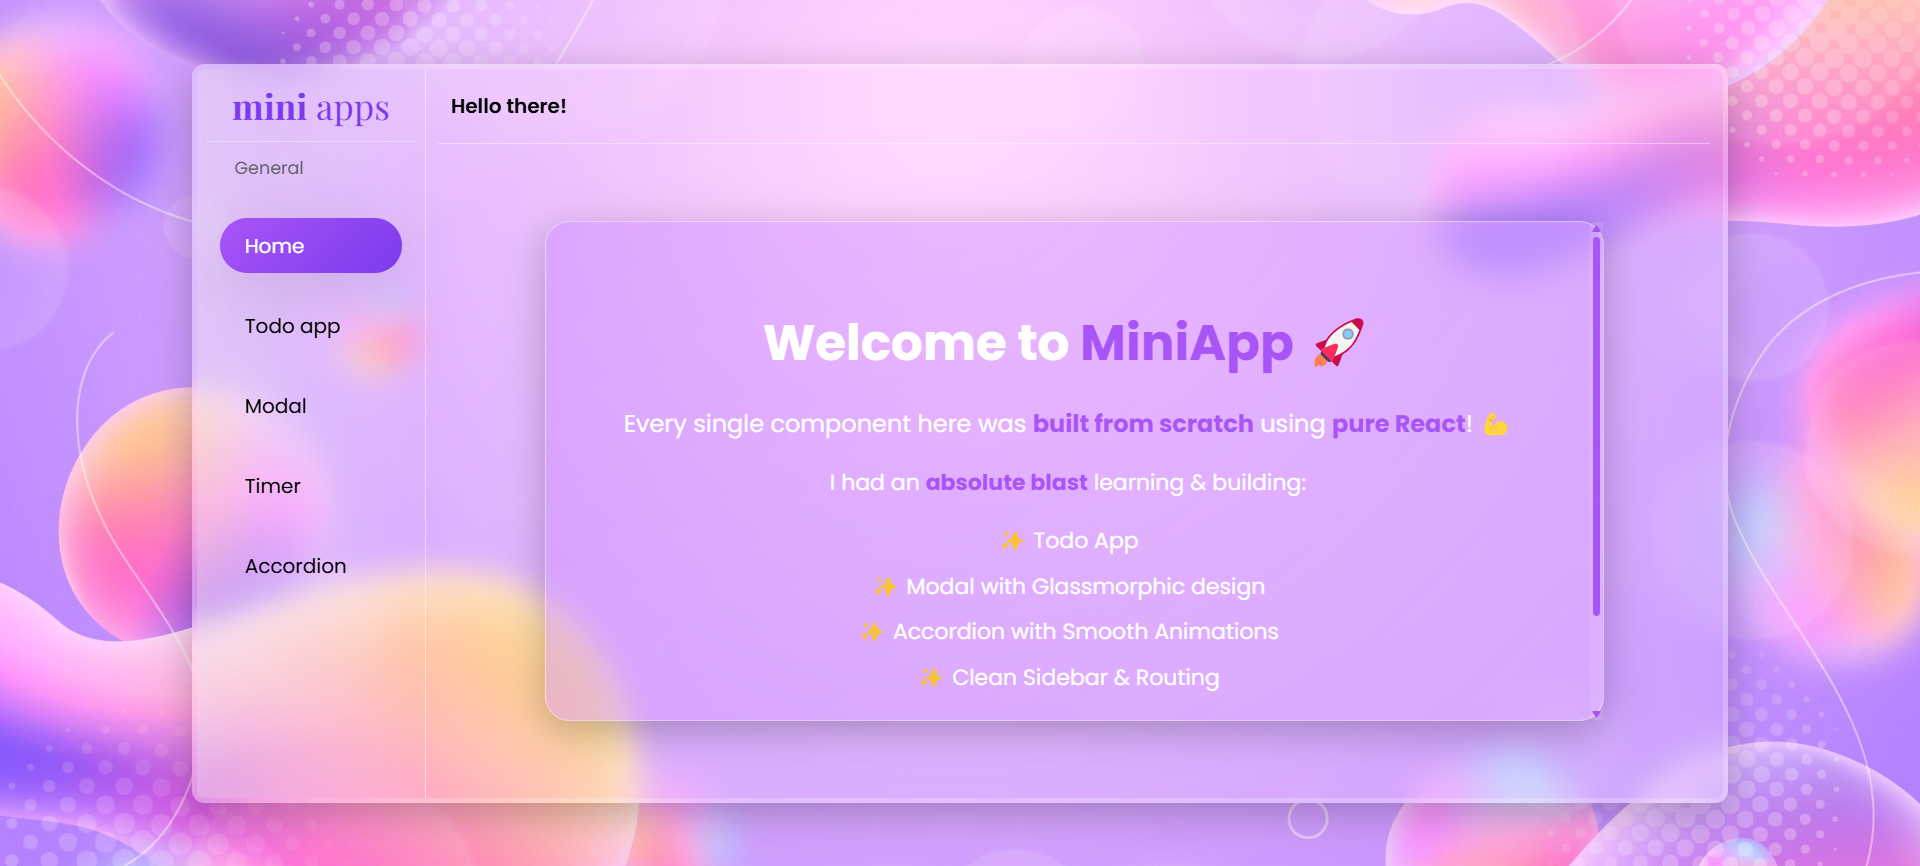 mini apps
General
Home
Todo app
Modal
Timer
Accordion
Hello there!
Welcome to MiniApp 🚀
Every single component here was built from scratch using pure React! 💪
I had an absolute blast learning & building:
✨ Todo App
✨ Modal with Glassmorphic design
✨ Accordion with Smooth Animations
✨ Clean Sidebar & Routing